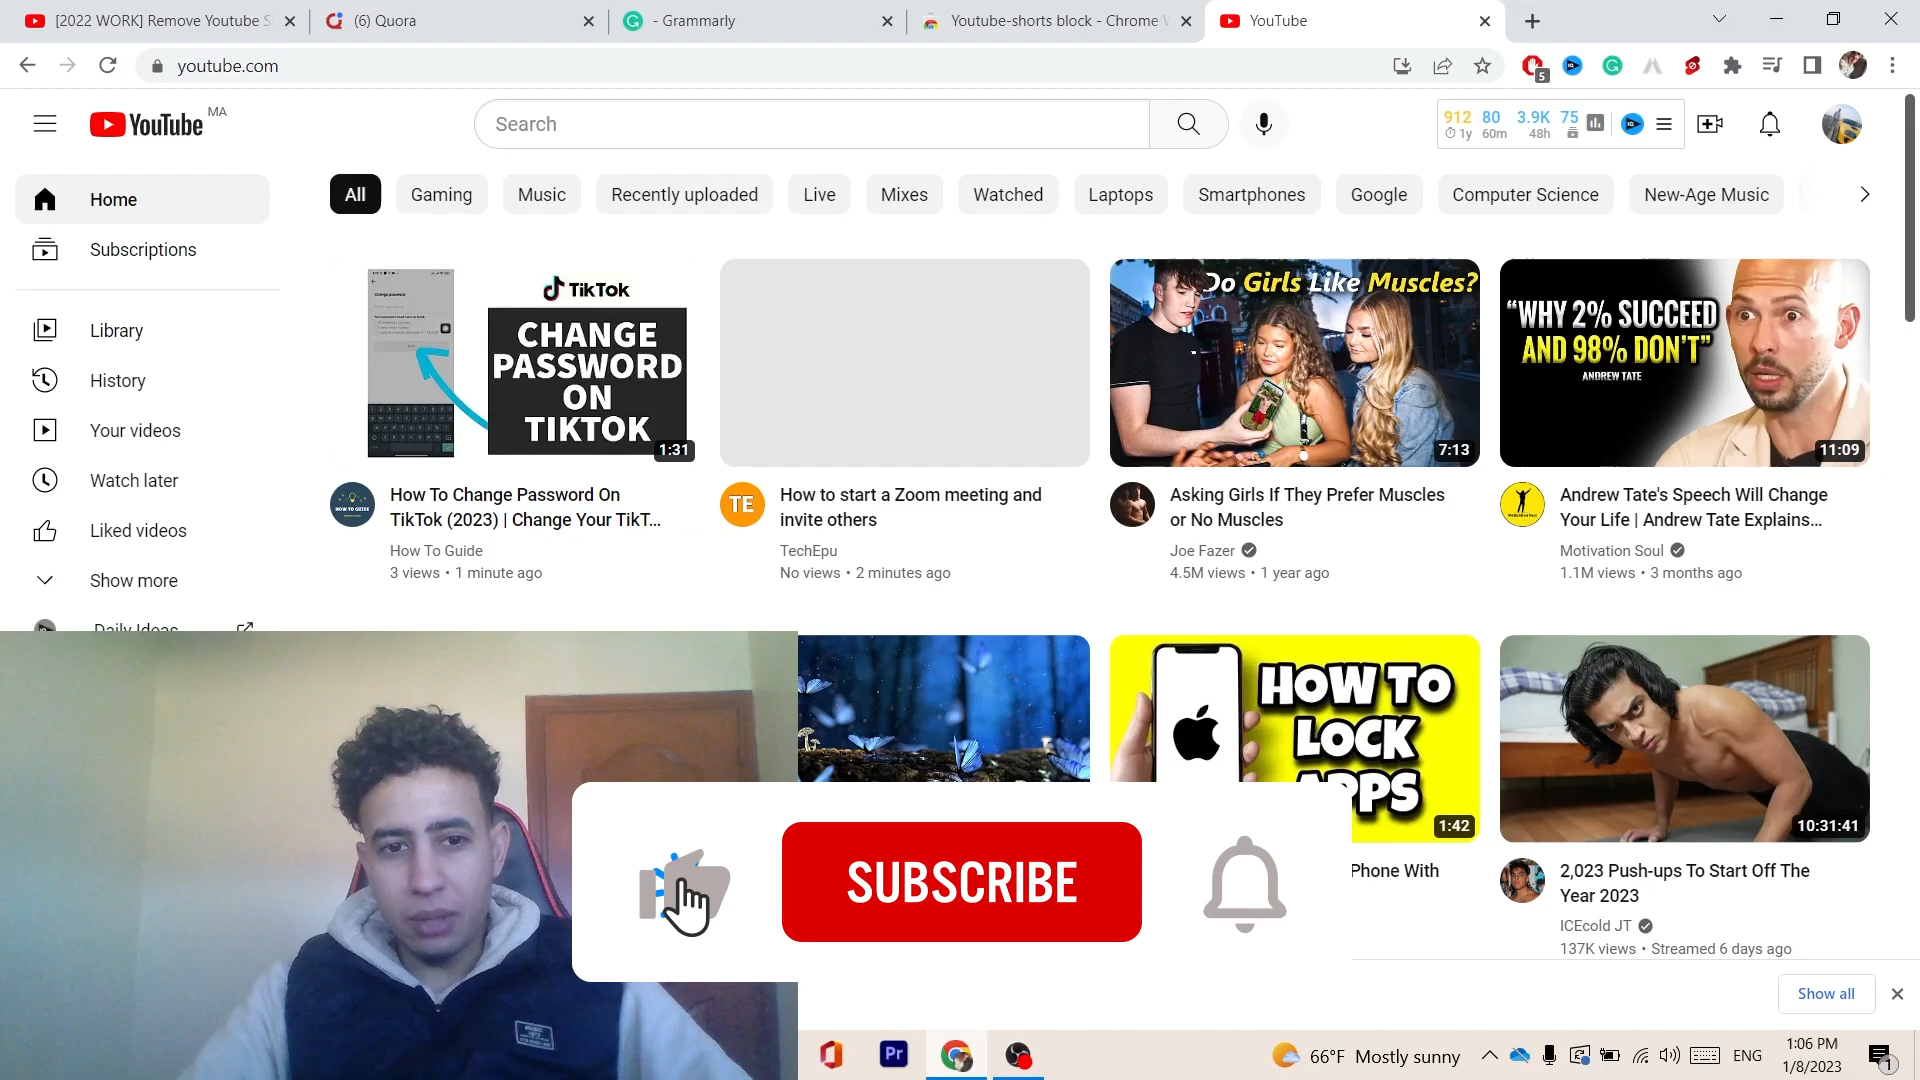 [2022 WORK] Remove Youtube S
(6) Quora
- Grammarly
Youtube-shorts block - Chrome W
YouTube
youtube.com
5
YouTube MA
Search
912 80 3.9K 75
1y 60m 48h
All
Gaming
Music
Recently uploaded
Live
Mixes
Watched
Laptops
Smartphones
Google
Computer Science
New-Age Music
Home
Subscriptions
Library
History
Your videos
Watch later
Liked videos
Show more
Daily Ideas
TikTok
CHANGE
PASSWORD
ON
TIKTOK
1:31
HOW TO GUIDE
How To Change Password On
TikTok (2023) | Change Your TikT...
How To Guide
3 views • 1 minute ago
TE
How to start a Zoom meeting and
invite others
TechEpu
No views • 2 minutes ago
Do Girls Like Muscles?
7:13
Asking Girls If They Prefer Muscles
or No Muscles
Joe Fazer
4.5M views • 1 year ago
“WHY 2% SUCCEED
AND 98% DON'T”
ANDREW TATE
11:09
Andrew Tate's Speech Will Change
Your Life | Andrew Tate Explains...
Motivation Soul
1.1M views • 3 months ago
HOW TO
LOCK
APPS
1:42
Phone With
10:31:41
2,023 Push-ups To Start Off The
Year 2023
ICEcold JT
137K views • Streamed 6 days ago
SUBSCRIBE
Show all
Pr
66°F Mostly sunny
ENG
1:06 PM
1/8/2023
1